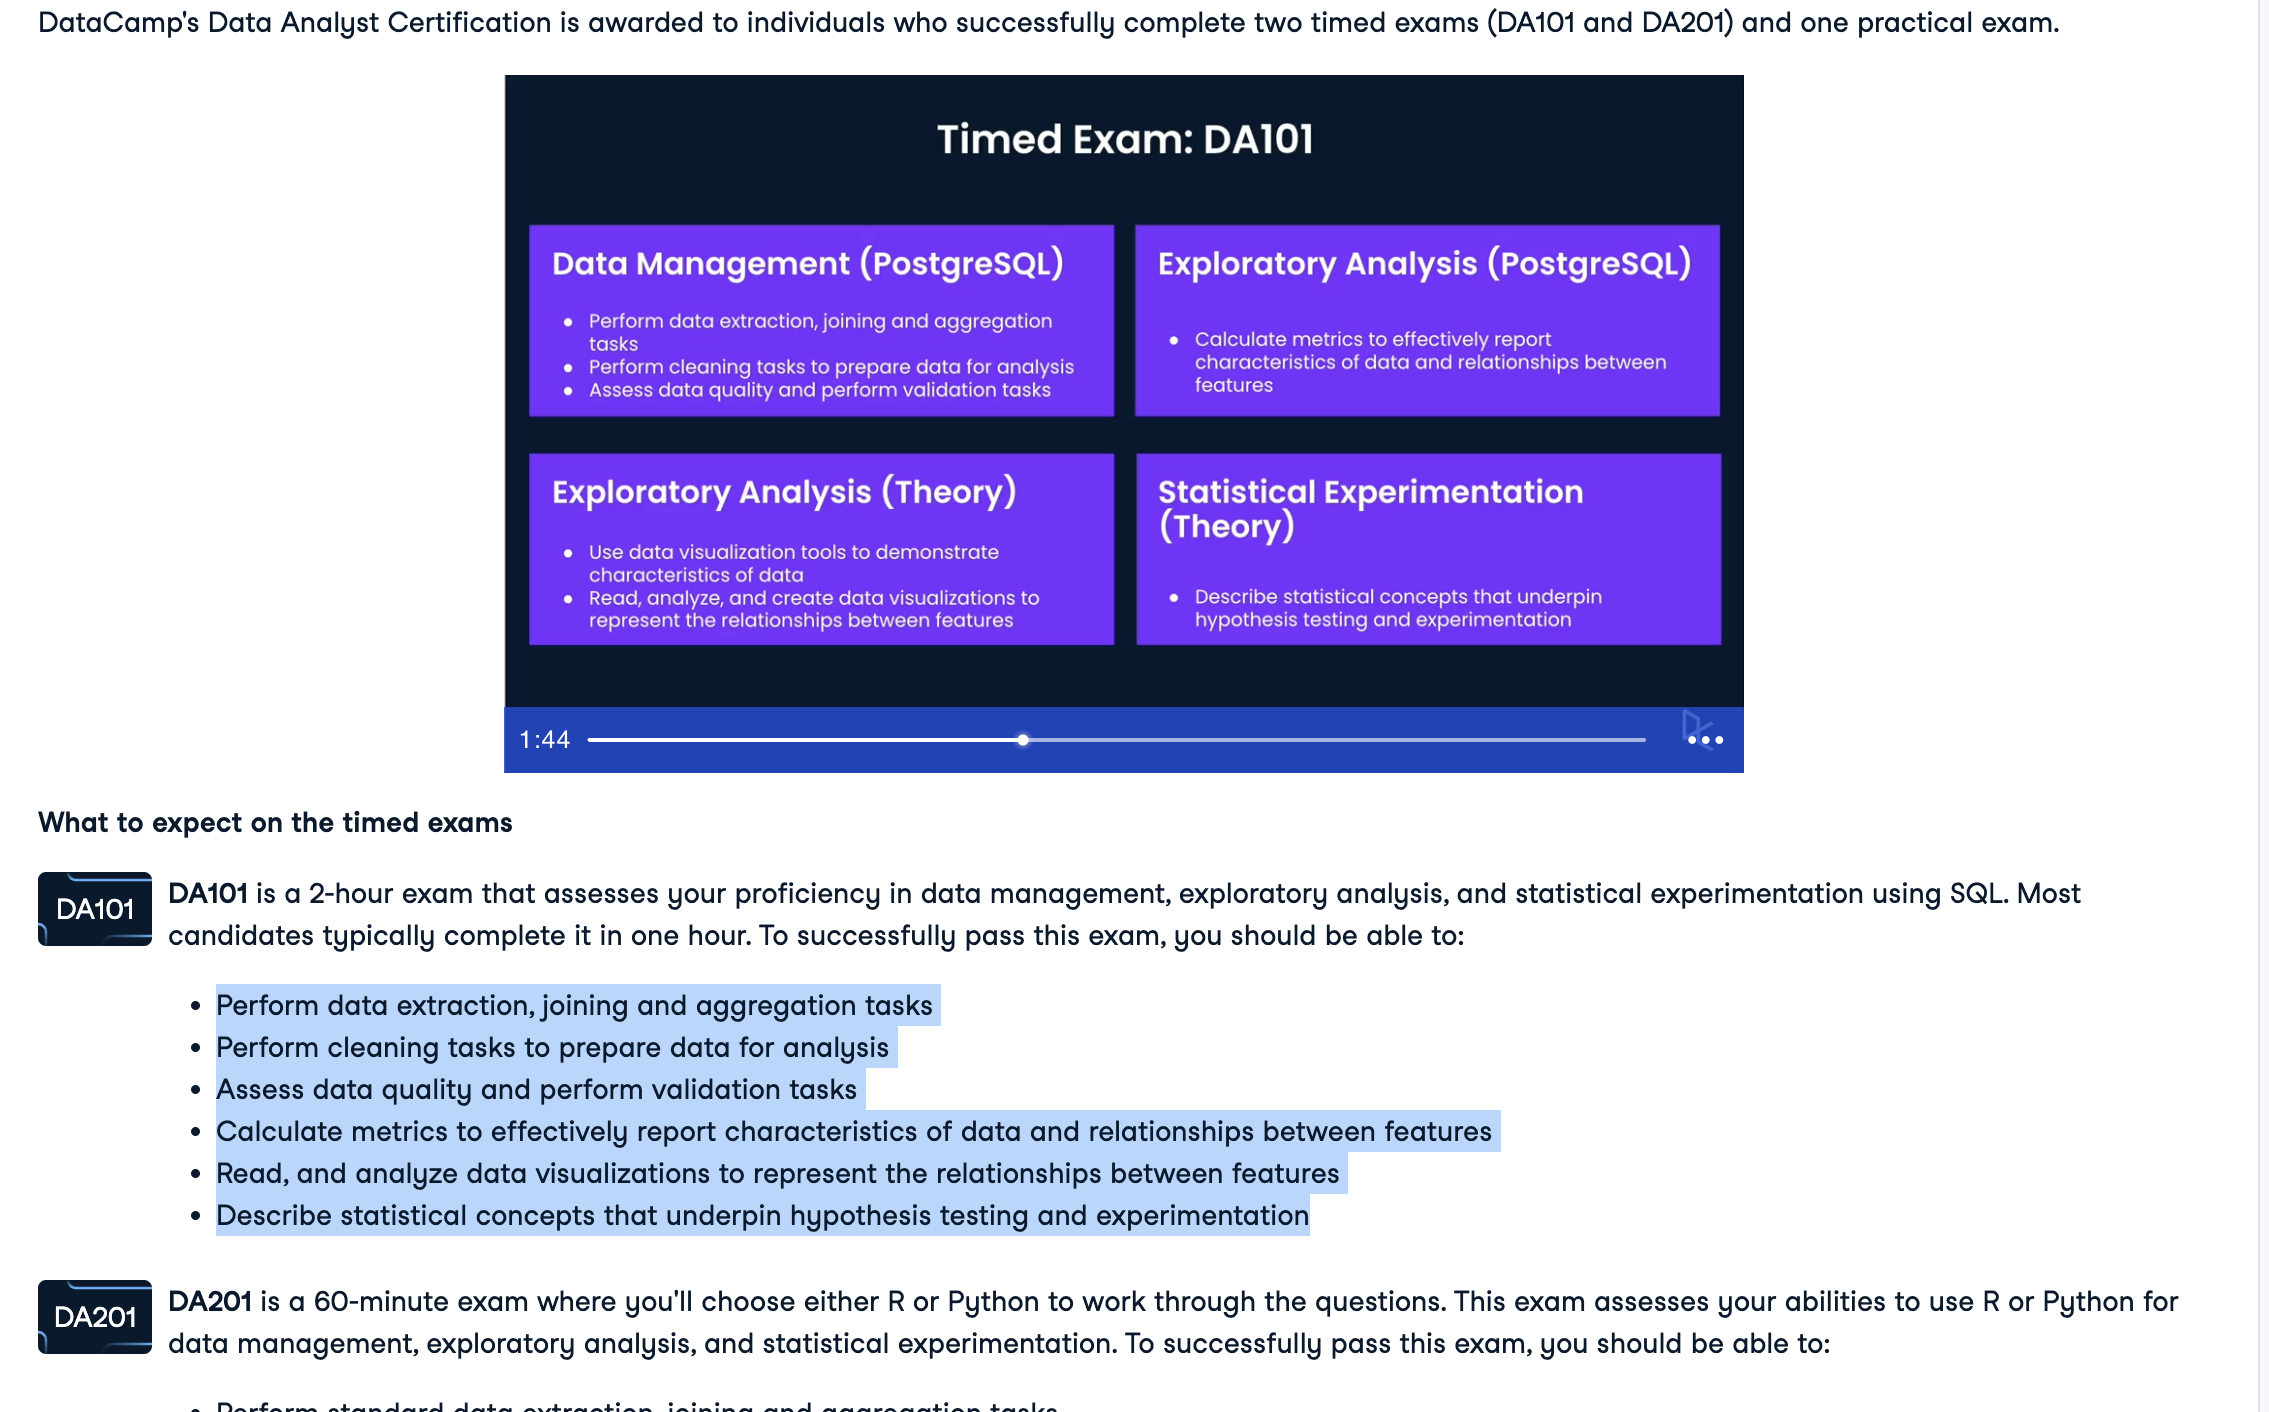 DataCamp's Data Analyst Certification is awarded to individuals who successfully complete two timed exams (DA101 and DA201) and one practical exam.
Timed Exam: DA101
Data Management (PostgreSQL)
• Perform data extraction, joining and aggregation
tasks
• Perform cleaning tasks to prepare data for analysis
• Assess data quality and perform validation tasks
Exploratory Analysis (PostgreSQL)
• Calculate metrics to effectively report
characteristics of data and relationships between
features
Exploratory Analysis (Theory)
• Use data visualization tools to demonstrate
characteristics of data
• Read, analyze, and create data visualizations to
represent the relationships between features
Statistical Experimentation
(Theory)
• Describe statistical concepts that underpin
hypothesis testing and experimentation
1:44
What to expect on the timed exams
DA101
DA101 is a 2-hour exam that assesses your proficiency in data management, exploratory analysis, and statistical experimentation using SQL. Most
candidates typically complete it in one hour. To successfully pass this exam, you should be able to:
• Perform data extraction, joining and aggregation tasks
• Perform cleaning tasks to prepare data for analysis
• Assess data quality and perform validation tasks
• Calculate metrics to effectively report characteristics of data and relationships between features
• Read, and analyze data visualizations to represent the relationships between features
• Describe statistical concepts that underpin hypothesis testing and experimentation
DA201
DA201 is a 60-minute exam where you'll choose either R or Python to work through the questions. This exam assesses your abilities to use R or Python for
data management, exploratory analysis, and statistical experimentation. To successfully pass this exam, you should be able to:
• Perform standard data extraction, joining and aggregation tasks